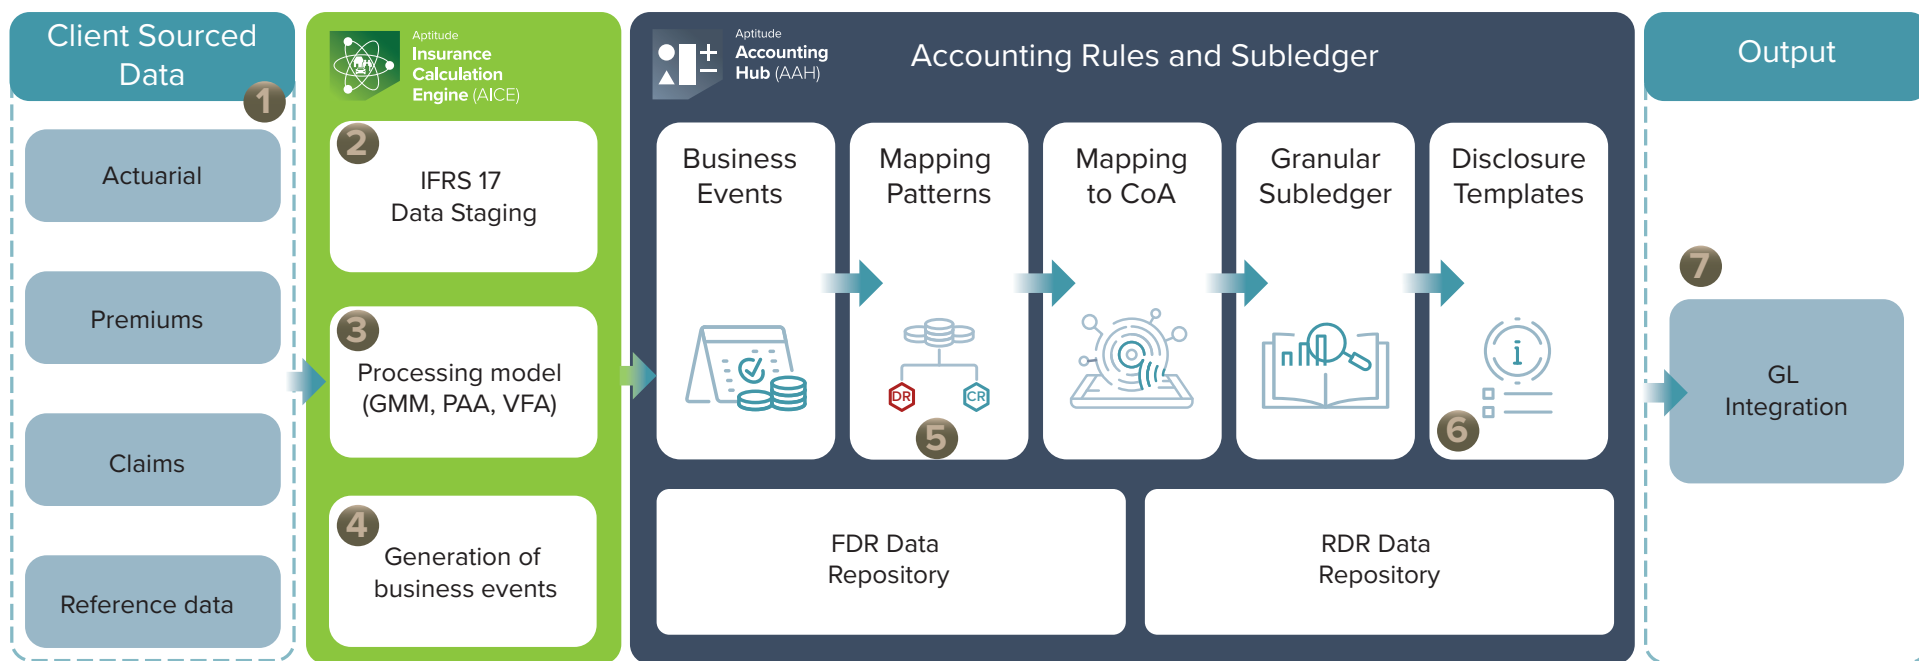 Client Sourced
Data
1
Actuarial
Premiums
Claims
Reference data
Aptitude
Insurance
Calculation
Engine (AICE)
2
IFRS 17
Data Staging
3
Processing model
(GMM, PAA, VFA)
4
Generation of
business events
Aptitude
Accounting
Hub (AAH)
Accounting Rules and Subledger
Business
Events
Mapping
Patterns
DR
CR
5
Mapping
to CoA
Granular
Subledger
Disclosure
Templates
i
6
FDR Data
Repository
RDR Data
Repository
Output
7
GL
Integration